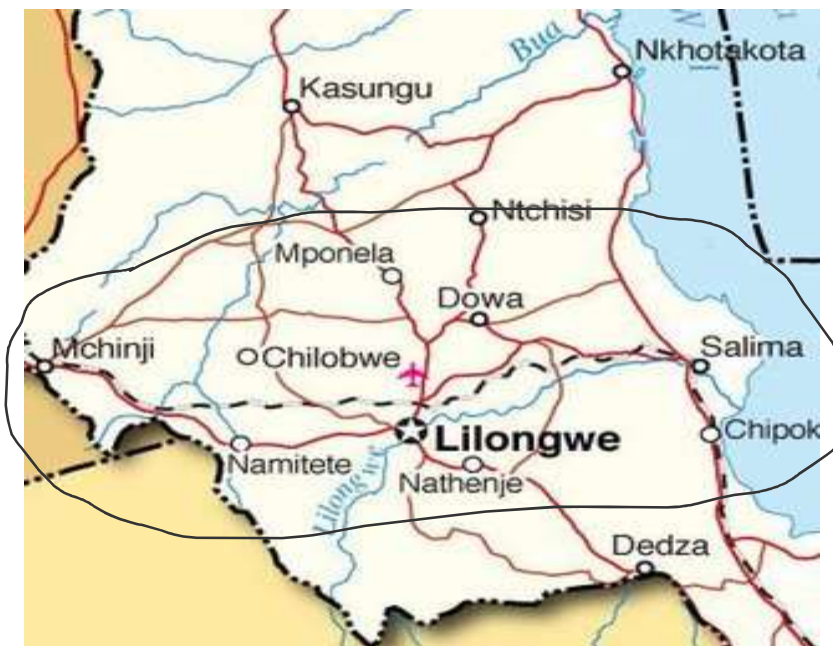 Bua
Nkhotakota
Kasungu
Ntchisi
Mponela
Dowa
Mchinji
Chilobwe
Salima
Lilongwe
Chipok
Namitete
Nathenje
Lilongwe
Dedza